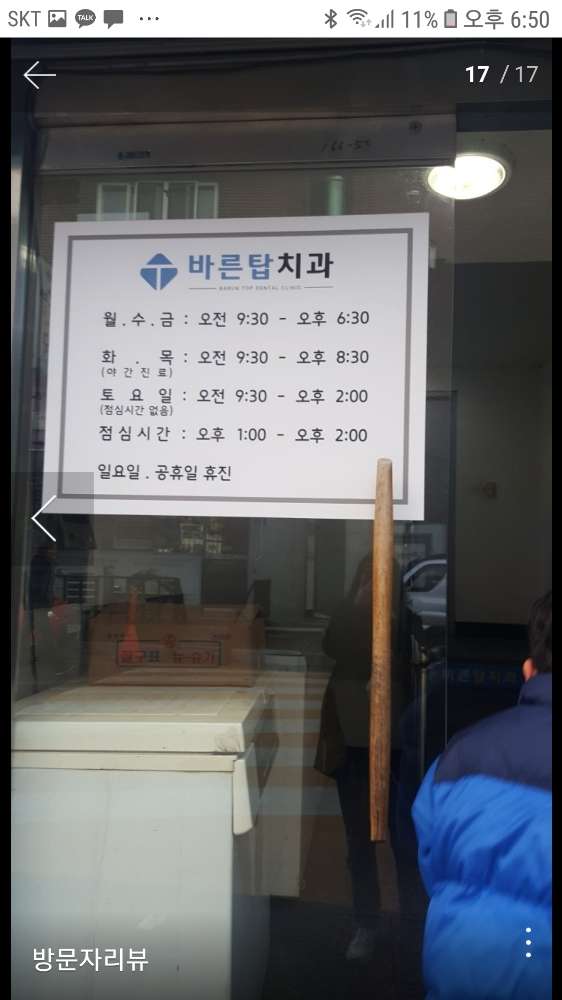 SKT TALK ... 11% 오후 6:50
17 / 17
바른탑치과
BARUN TOP DENTAL CLINIC
월.수.금 : 오전 9:30 - 오후 6:30
화 . 목 : 오전 9:30 - 오후 8:30
(야 간 진 료)
토 요 일 : 오전 9:30 - 오후 2:00
(점심시간 없음)
점심시간 : 오후 1:00 - 오후 2:00
일요일 . 공휴일 휴진
방문자리뷰